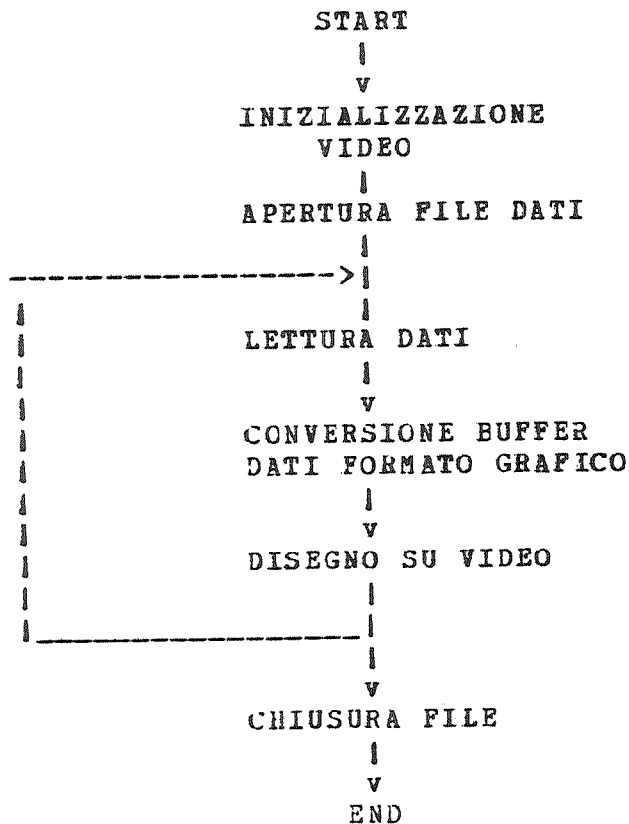 START
INIZIALIZZAZIONE
VIDEO
APERTURA FILE DATI
LETTURA DATI
CONVERSIONE BUFFER
DATI FORMATO GRAFICO
DISEGNO SU VIDEO
CHIUSURA FILE
END